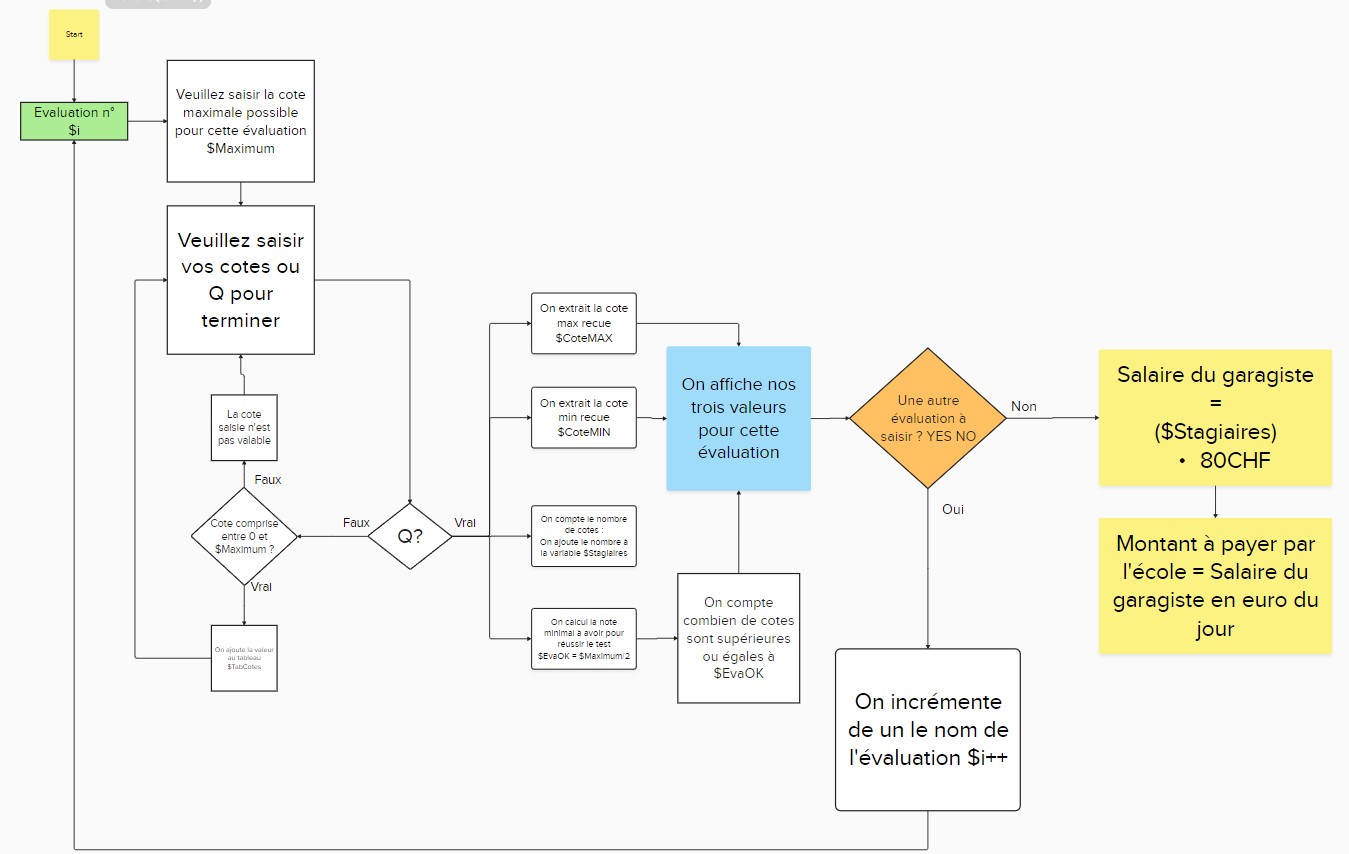 Start
Evaluation n°
$i
Veuillez saisir la cote
maximale possible
pour cette évaluation
$Maximum
Veuillez saisir
vos cotes ou
Q pour
terminer
La cote
saisie n'est
pas valable
Faux
Cote comprise
entre 0 et
$Maximum ?
Vrai
On ajoute la valeur
au tableau
$TabCotes
Faux
Q?
Vrai
On extrait la cote
max recue
$CoteMAX
On extrait la cote
min recue
$CoteMIN
On compte le nombre
de cotes :
On ajoute le nombre à
la variable $Stagiaires
On calcul la note
minimal à avoir pour
réussir le test
$EvaOK = $Maximum/2
On affiche nos
trois valeurs
pour cette
évaluation
On compte
combien de cotes
sont supérieures
ou égales à
$EvaOK
Une autre
évaluation à
saisir ? YES NO
Non
Oui
On incrémente
de un le nom de
l'évaluation $i++
Salaire du garagiste
=
($Stagiaires)
• 80CHF
Montant à payer par
l'école = Salaire du
garagiste en euro du
jour